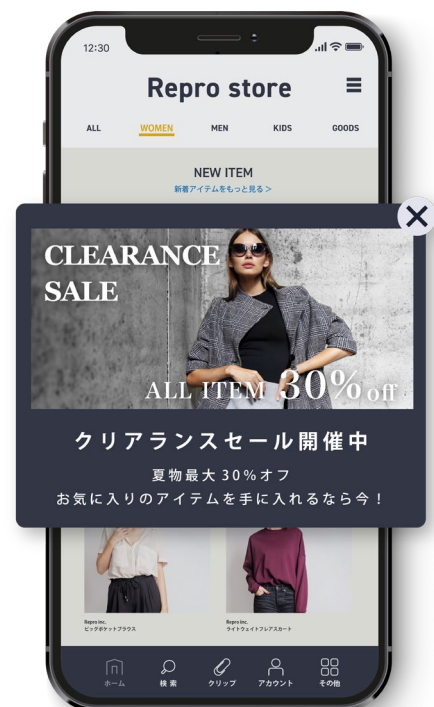 12:30
Repro store
ALL WOMEN MEN KIDS GOODS
NEW ITEM
新着アイテムをもっと見る >
CLEARANCE
SALE
ALL ITEM 30% off
クリアランスセール開催中
夏物最大30%オフ
お気に入りのアイテムを手に入れるなら今！
Repro inc. Repro inc.
ビッグポケットブラウス ライトウェイトフレアスカート
ホーム 検索 クリップ アカウント その他